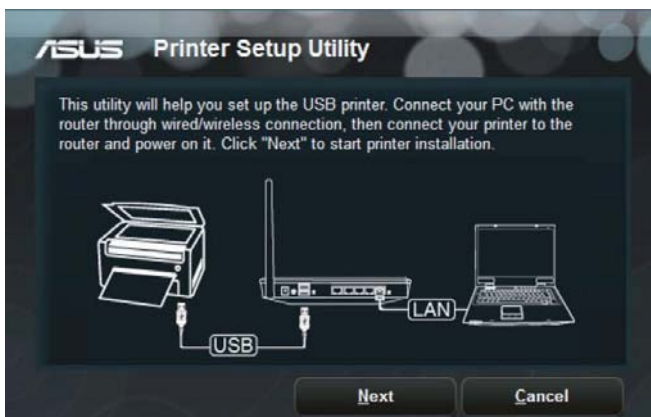 ASUS Printer Setup Utility
This utility will help you set up the USB printer. Connect your PC with the
router through wired/wireless connection, then connect your printer to the
router and power on it. Click "Next" to start printer installation.
LAN
USB
Next Cancel